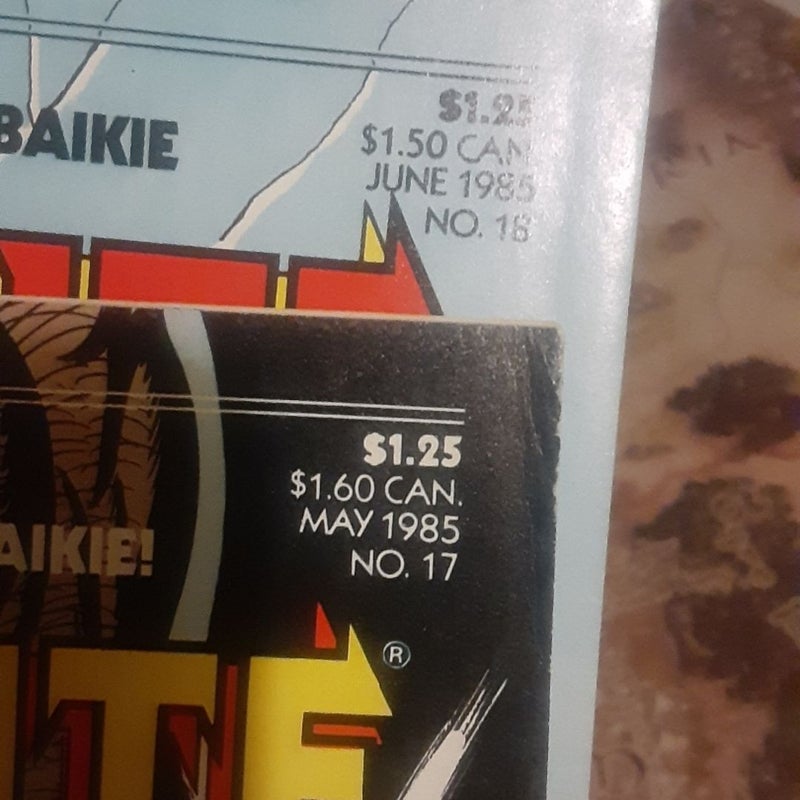 BAIKIE
$1.25
$1.50 CAN
JUNE 1985
NO. 18
$1.25
$1.60 CAN.
MAY 1985
NO. 17
AIKIE!
ITE®